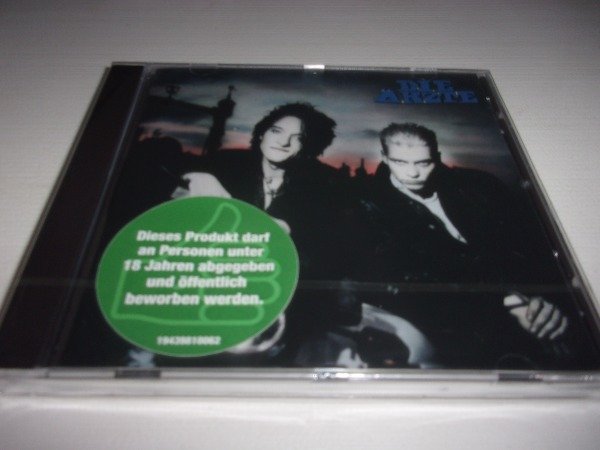 DIE
ÄRZTE
Dieses Produkt darf
an Personen unter
18 Jahren abgegeben
und öffentlich
beworben werden.
19439810062